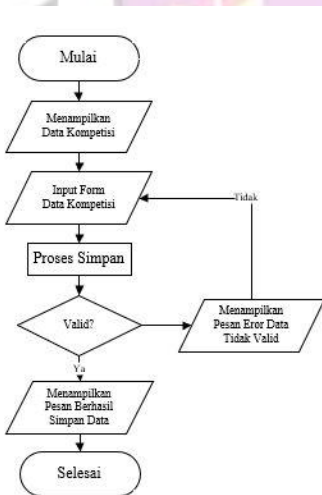 Mulai
Menampilkan
Data Kompetisi
Input Form
Data Kompetisi
Tidak
Proses Simpan
Valid?
Menampilkan
Pesan Eror Data
Tidak Valid
Ya
Menampilkan
Pesan Berhasil
Simpan Data
Selesai